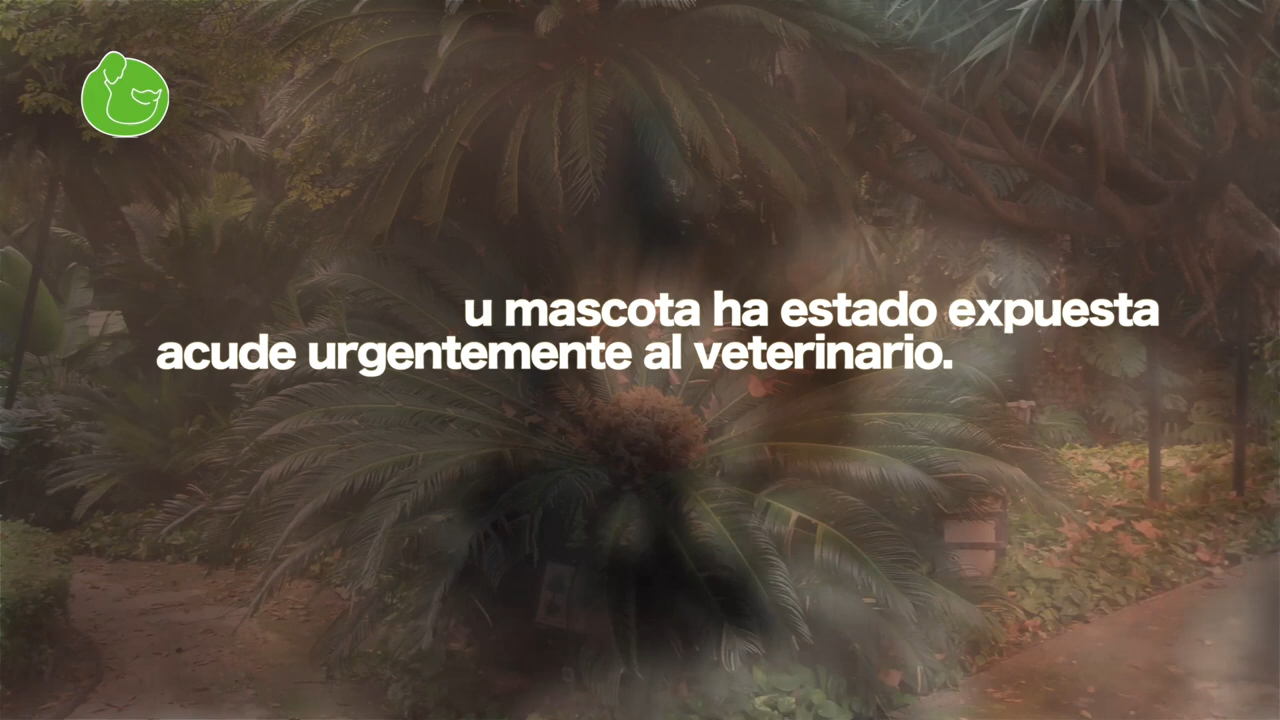 u mascota ha estado expuesta
acude urgentemente al veterinario.